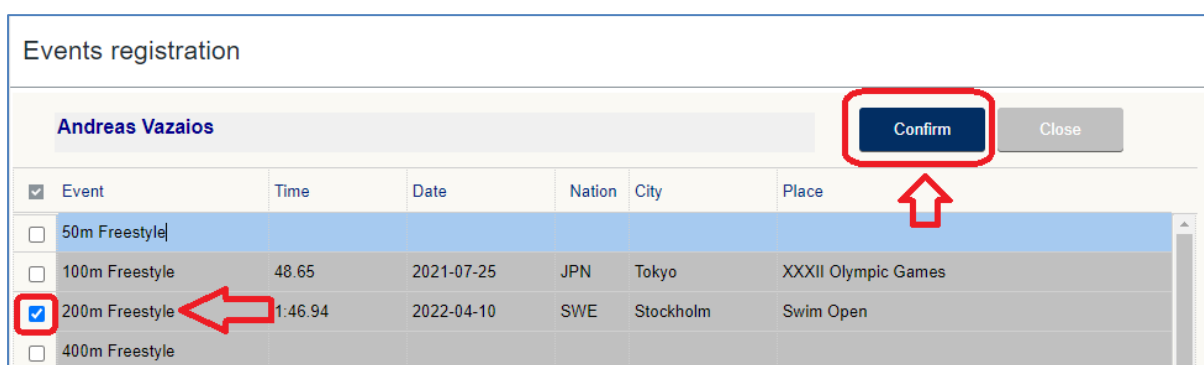 Events registration
Andreas Vazaios Confirm Close
Event Time Date Nation City Place
50m Freestyle
100m Freestyle 48.65 2021-07-25 JPN Tokyo XXXII Olympic Games
200m Freestyle 1:46.94 2022-04-10 SWE Stockholm Swim Open
400m Freestyle